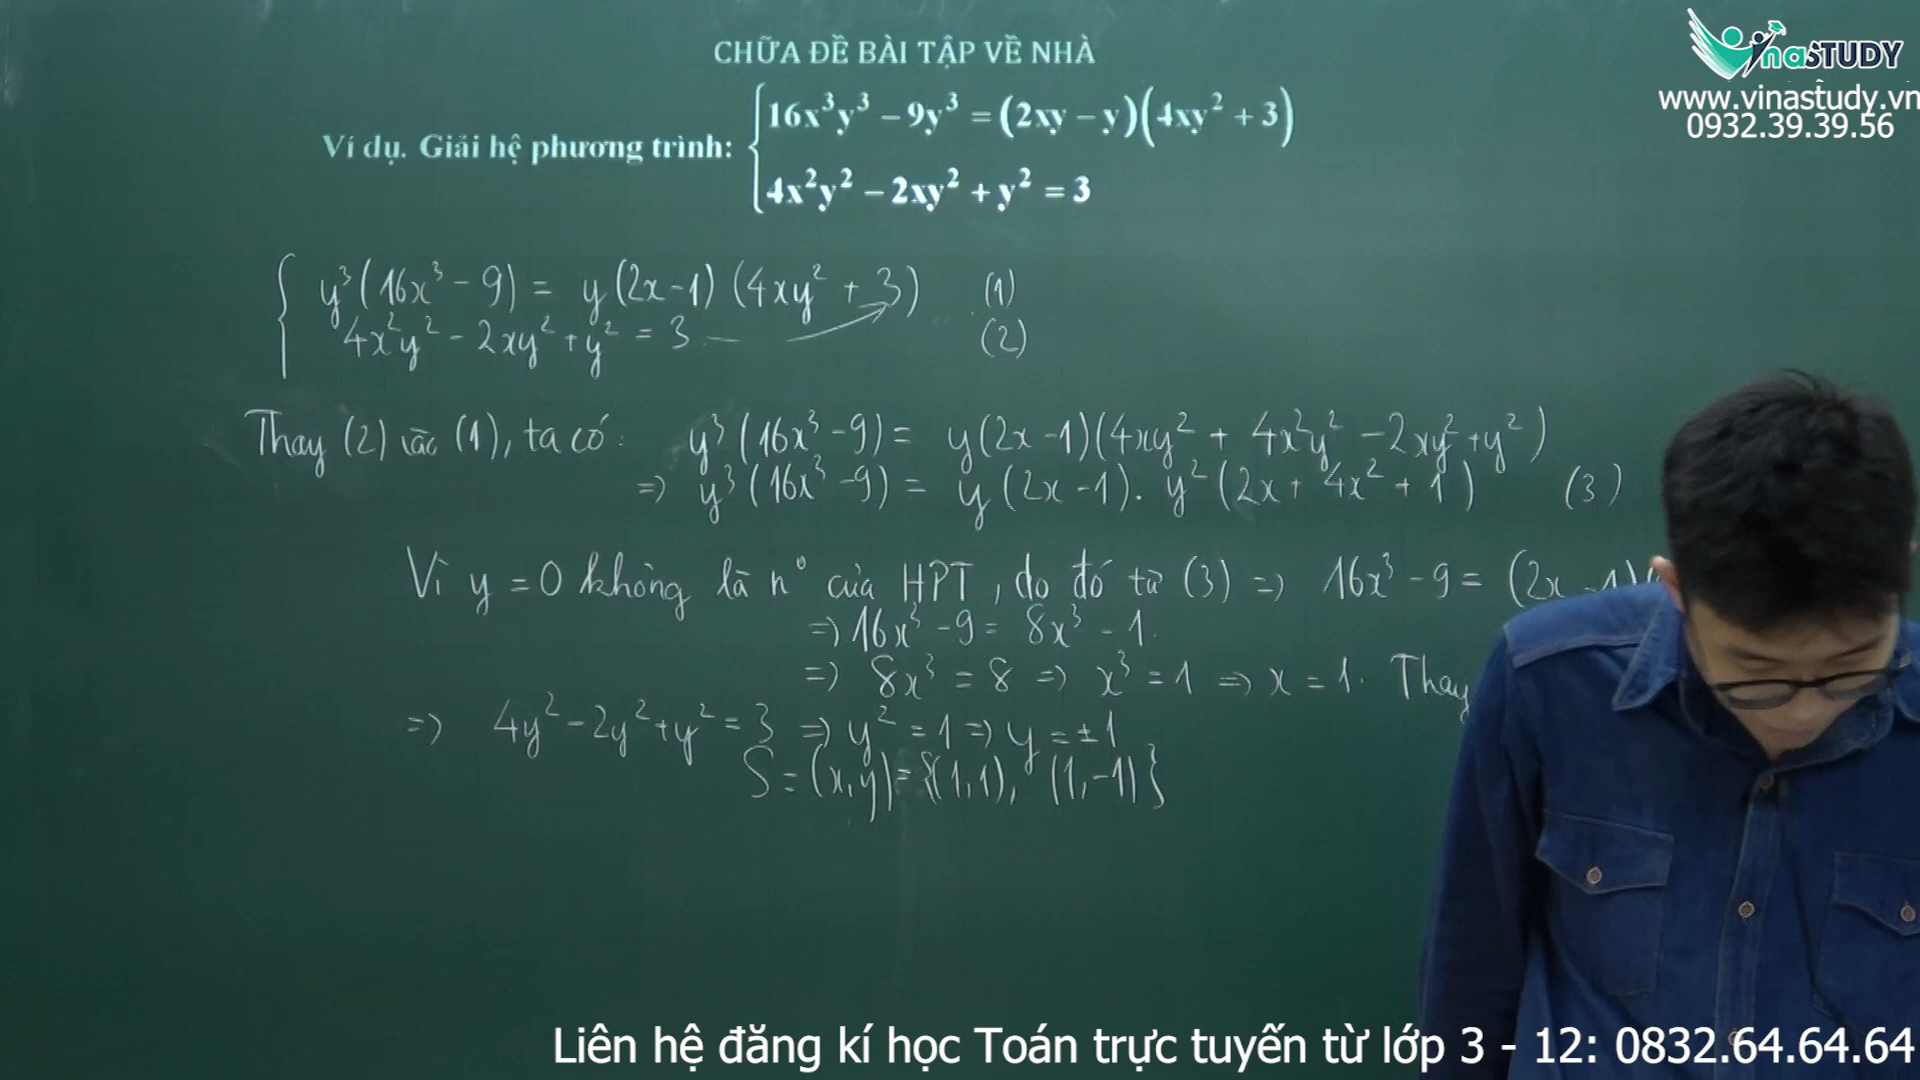 VinaSTUDY
www.vinastudy.vn
0932.39.39.56
CHỮA ĐỀ BÀI TẬP VỀ NHÀ
Ví dụ. Giải hệ phương trình: { 16x³y³ − 9y³ = (2xy − y)(4xy² + 3)
4x²y² − 2xy² + y² = 3
{ y³(16x³ − 9) = y(2x−1)(4xy² + 3) (1)
4x²y² − 2xy² + y² = 3 (2)
Thay (2) vào (1), ta có: y³(16x³ − 9) = y(2x −1)(4xy² + 4x²y² − 2xy² + y²)
=> y³(16x³ − 9) = y(2x −1). y²(2x + 4x² + 1) (3)
Vì y = 0 không là n° của HPT, do đó từ (3) => 16x³ − 9 = (2x −1)
=> 16x³ − 9 = 8x³ − 1.
=> 8x³ = 8 => x³ = 1 => x = 1. Thay
=> 4y² − 2y² + y² = 3 => y² = 1 => y = ±1
S = (x,y) = {(1,1), (1,−1)}
Liên hệ đăng kí học Toán trực tuyến từ lớp 3 - 12: 0832.64.64.64